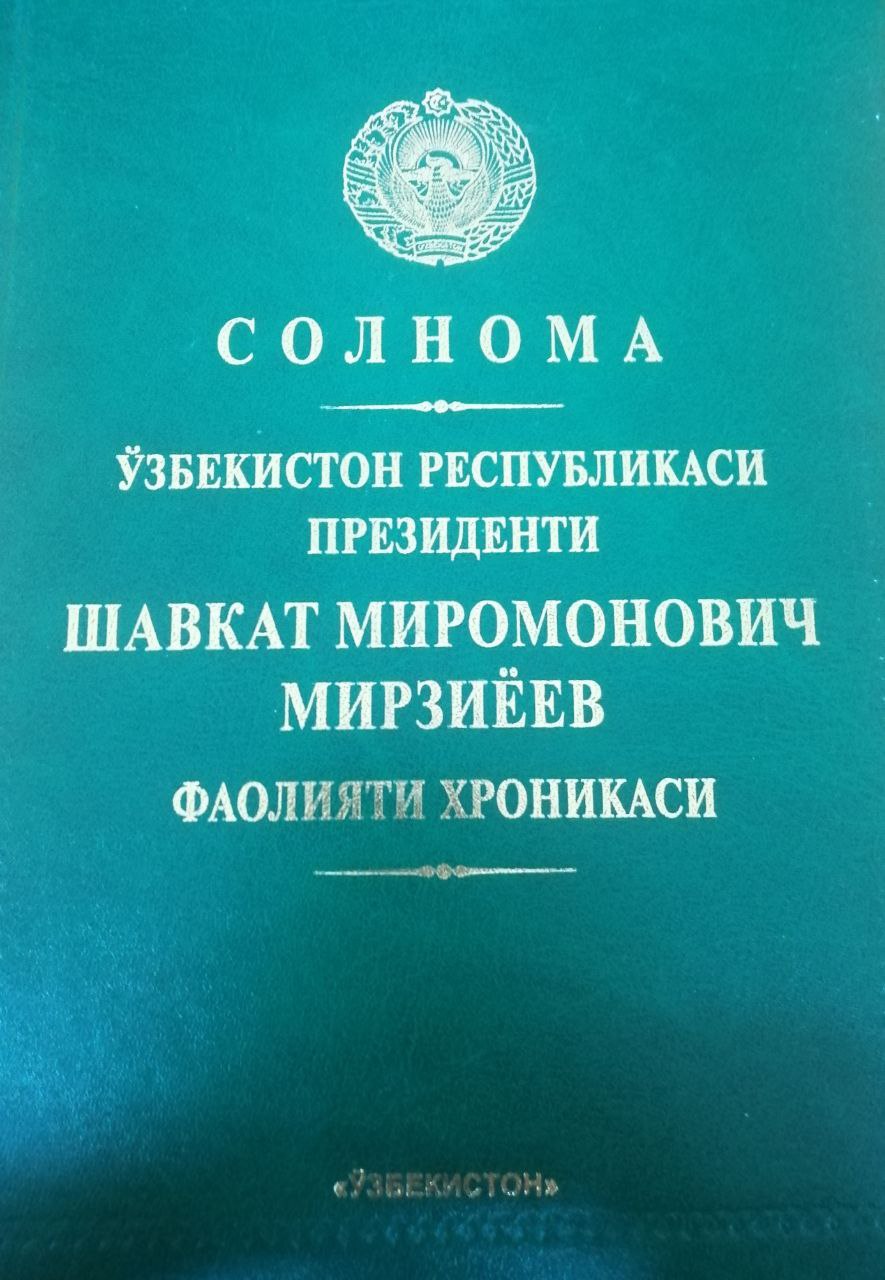 СОЛНОМА
ЎЗБЕКИСТОН РЕСПУБЛИКАСИ
ПРЕЗИДЕНТИ
ШАВКАТ МИРОМОНОВИЧ
МИРЗИЁЕВ
ФАОЛИЯТИ ХРОНИКАСИ
«ЎЗБЕКИСТОН»